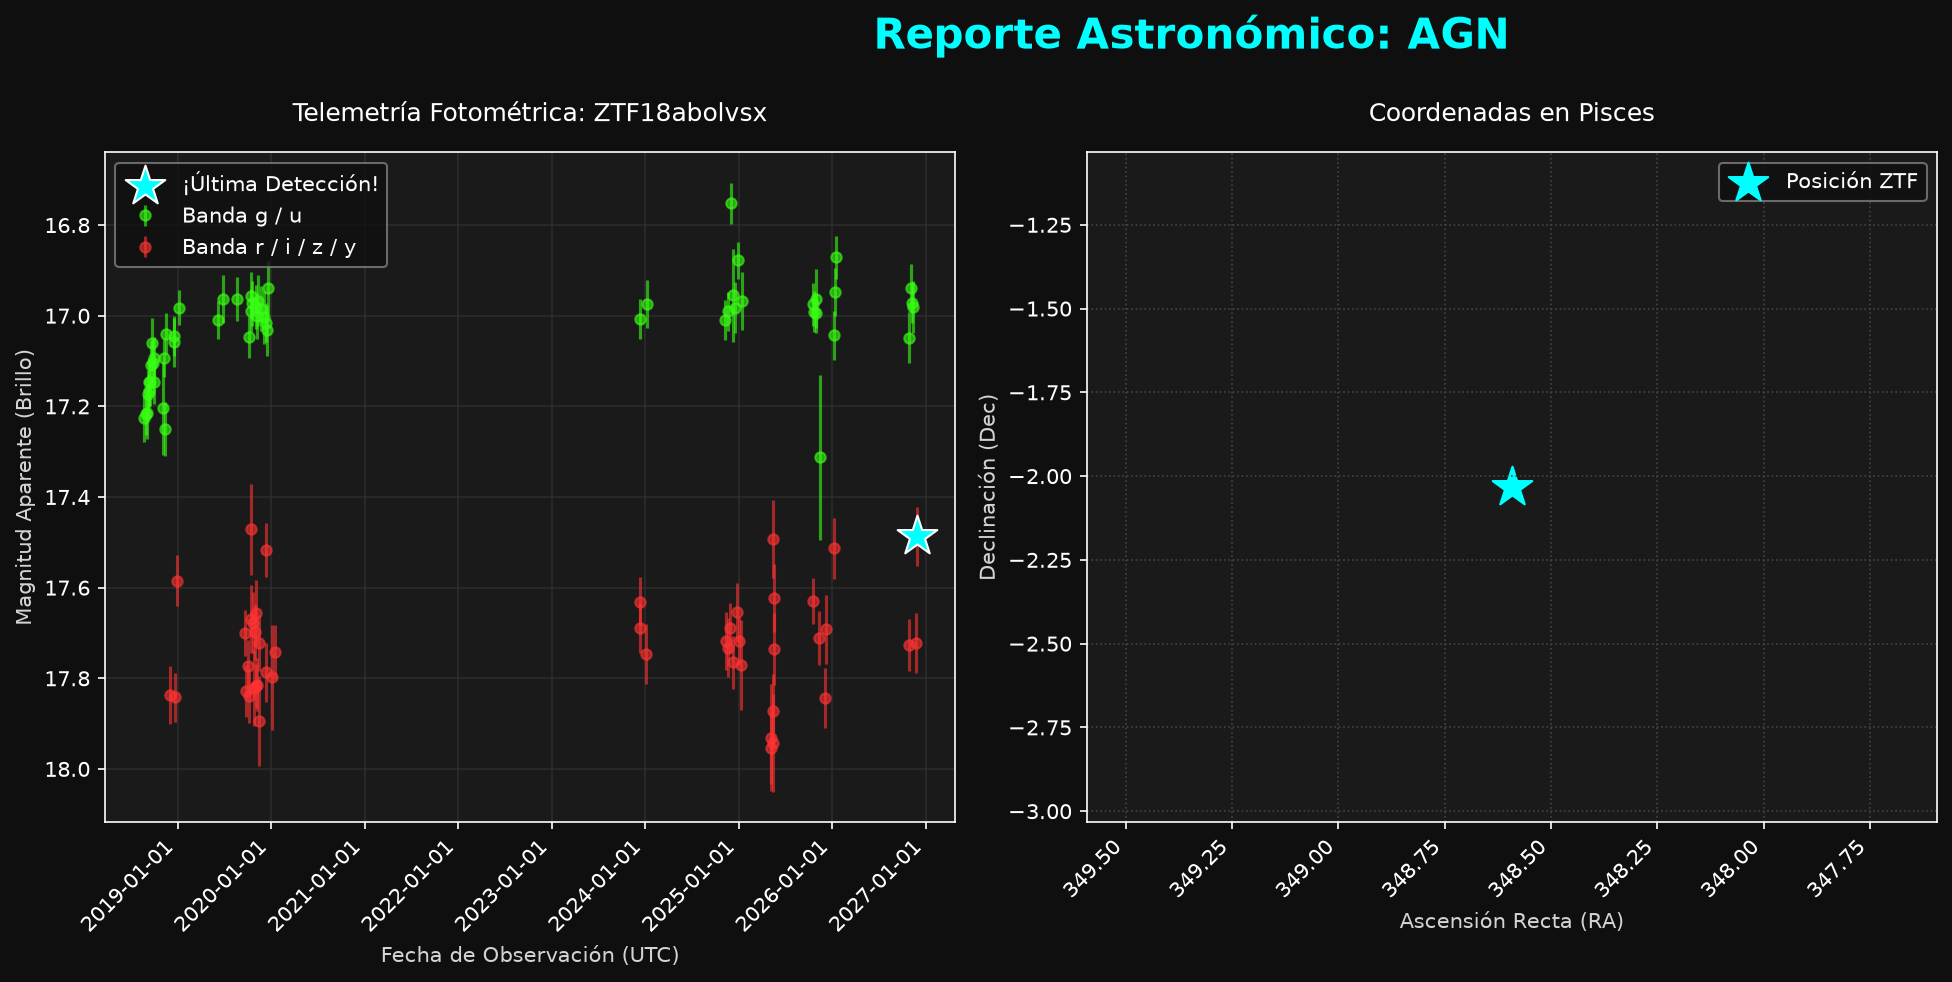 Reporte Astronómico: AGN
Telemetría Fotométrica: ZTF18abolvsx
¡Última Detección!
Banda g / u
Banda r / i / z / y
Magnitud Aparente (Brillo)
16.8
17.0
17.2
17.4
17.6
17.8
18.0
2019-01-01
2020-01-01
2021-01-01
2022-01-01
2023-01-01
2024-01-01
2025-01-01
2026-01-01
2027-01-01
Fecha de Observación (UTC)
Coordenadas en Pisces
Posición ZTF
Declinación (Dec)
−1.25
−1.50
−1.75
−2.00
−2.25
−2.50
−2.75
−3.00
349.50
349.25
349.00
348.75
348.50
348.25
348.00
347.75
Ascensión Recta (RA)